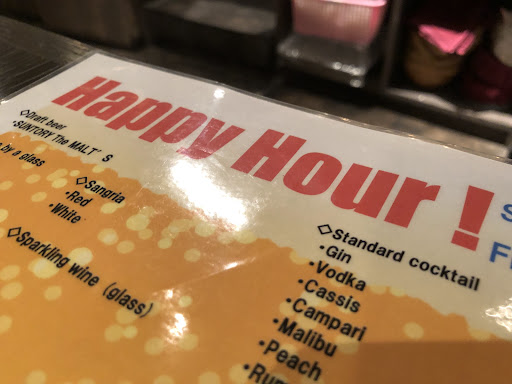 Happy Hour !
◇Draft beer
・SUNTORY The MALT'S
by a glass
◇Sangria
・Red
・White
◇Sparkling wine (glass)
◇Standard cocktail
・Gin
・Vodka
・Cassis
・Campari
・Malibu
・Peach